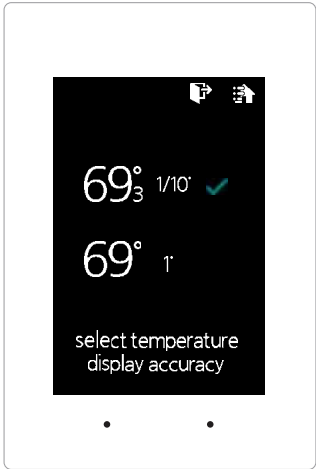 69°3 1/10° ✓
69° 1°
select temperature
display accuracy